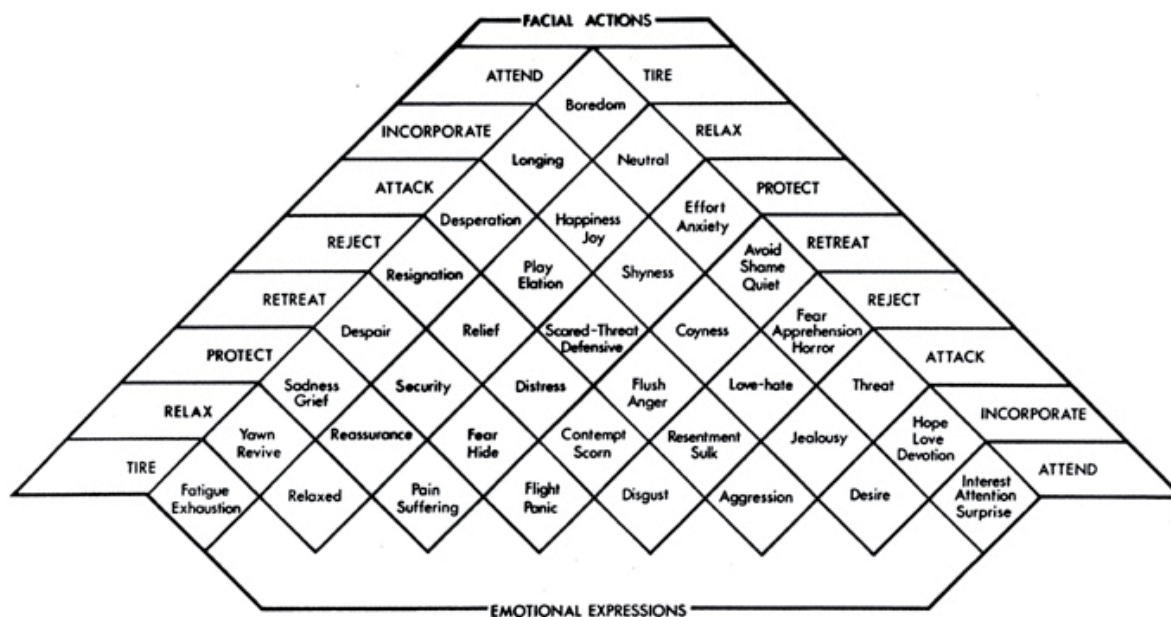 FACIAL ACTIONS
ATTEND
TIRE
Boredom
INCORPORATE
RELAX
Longing
Neutral
ATTACK
PROTECT
Desperation
Happiness
Joy
Effort
Anxiety
REJECT
RETREAT
Resignation
Play
Elation
Shyness
Avoid
Shame
Quiet
RETREAT
REJECT
Despair
Relief
Scared-Threat
Defensive
Coyness
Fear
Apprehension
Horror
PROTECT
ATTACK
Sadness
Grief
Security
Distress
Flush
Anger
Love-hate
Threat
RELAX
INCORPORATE
Yawn
Revive
Reassurance
Fear
Hide
Contempt
Scorn
Resentment
Sulk
Jealousy
Hope
Love
Devotion
TIRE
ATTEND
Fatigue
Exhaustion
Relaxed
Pain
Suffering
Flight
Panic
Disgust
Aggression
Desire
Interest
Attention
Surprise
EMOTIONAL EXPRESSIONS